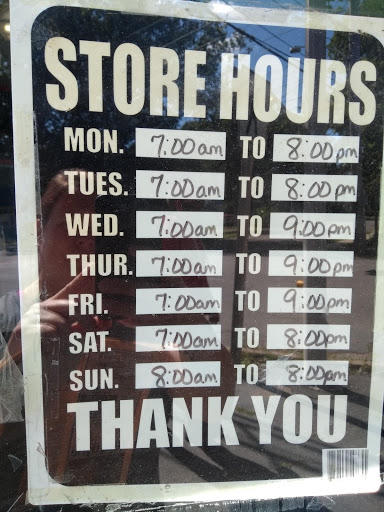 STORE HOURS
MON. 7:00am TO 8:00pm
TUES. 7:00am TO 8:00pm
WED. 7:00am TO 9:00pm
THUR. 7:00am TO 9:00pm
FRI. 7:00am TO 9:00pm
SAT. 7:00am TO 8:00pm
SUN. 8:00am TO 8:00pm
THANK YOU